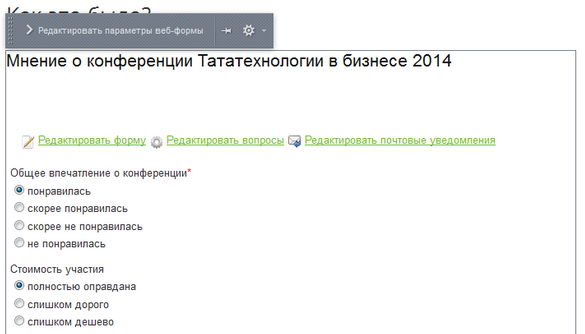 Как это было?
Редактировать параметры веб-формы
Мнение о конференции Тататехнологии в бизнесе 2014
Редактировать форму Редактировать вопросы Редактировать почтовые уведомления
Общее впечатление о конференции*
понравилась
скорее понравилась
скорее не понравилась
не понравилась
Стоимость участия
полностью оправдана
слишком дорого
слишком дешево